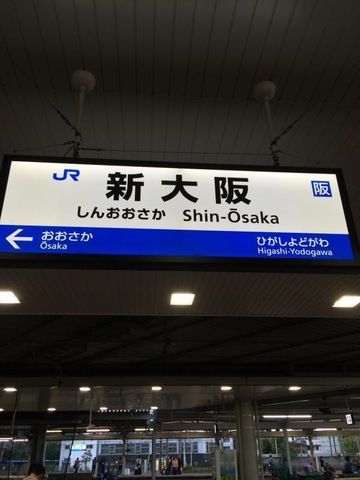 JR 新大阪 阪
しんおおさか Shin-Ōsaka
← おおさか ひがしよどがわ
Ōsaka Higashi-Yodogawa